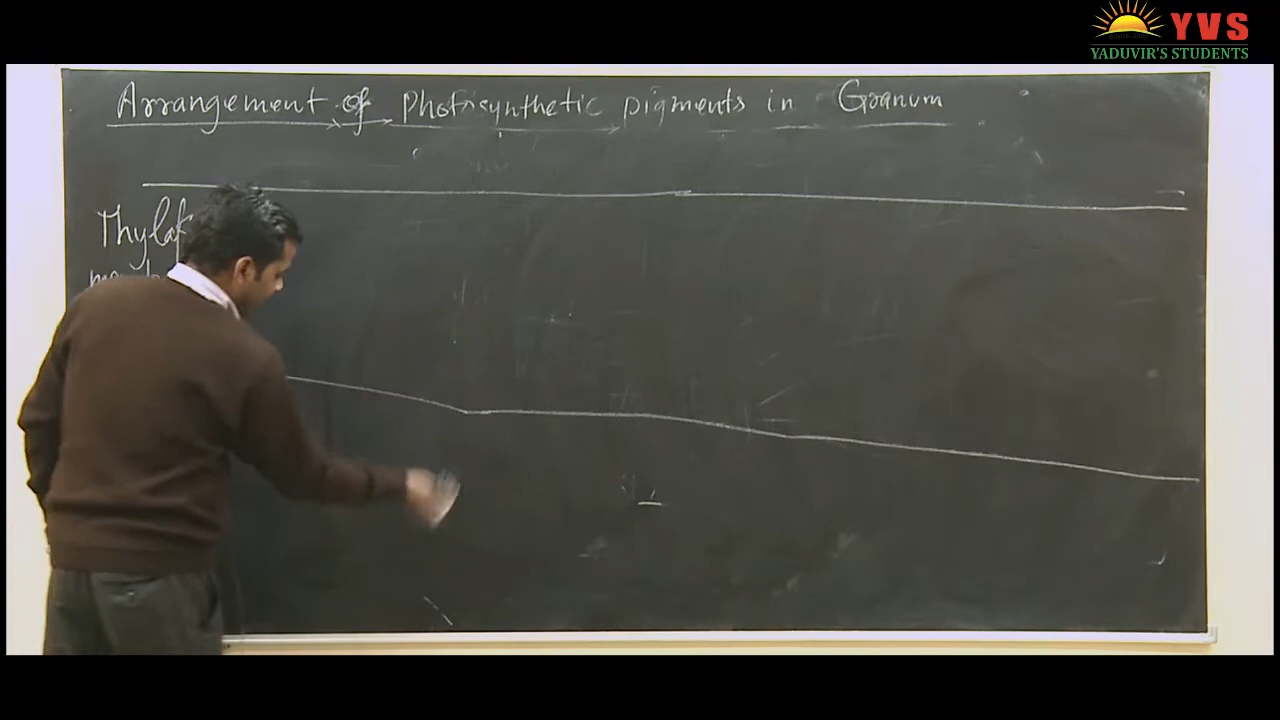 YVS
YADUVIR'S STUDENTS
Arrangement of Photosynthetic pigments in Granum